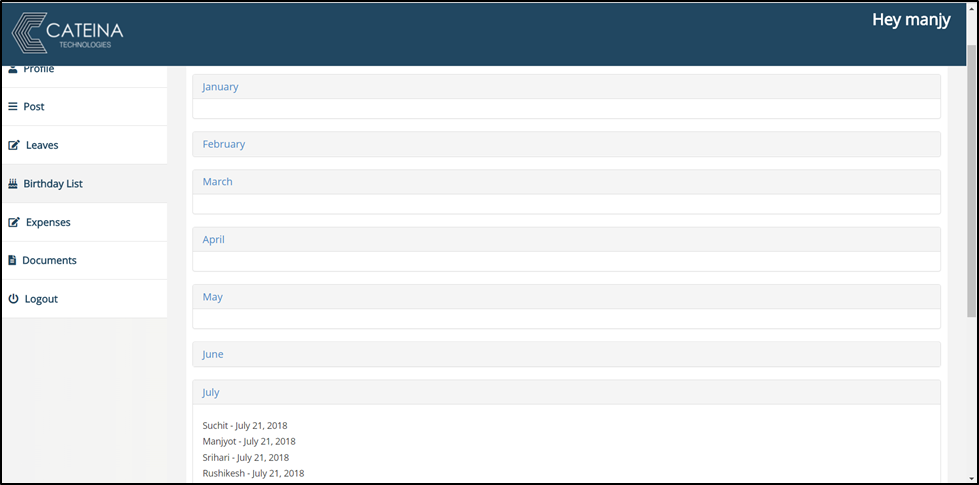 CATEINA
TECHNOLOGIES
Hey manjy
Profile
Post
Leaves
Birthday List
Expenses
Documents
Logout
January
February
March
April
May
June
July
Suchit - July 21, 2018
Manjyot - July 21, 2018
Srihari - July 21, 2018
Rushikesh - July 21, 2018